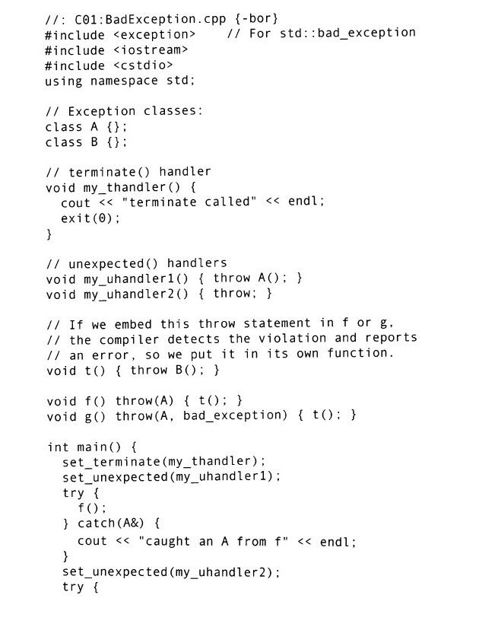 //: C01:BadException.cpp {-bor}
#include <exception>    // For std::bad_exception
#include <iostream>
#include <cstdio>
using namespace std;

// Exception classes:
class A {};
class B {};

// terminate() handler
void my_thandler() {
  cout << "terminate called" << endl;
  exit(0);
}

// unexpected() handlers
void my_uhandler1() { throw A(); }
void my_uhandler2() { throw; }

// If we embed this throw statement in f or g,
// the compiler detects the violation and reports
// an error, so we put it in its own function.
void t() { throw B(); }

void f() throw(A) { t(); }
void g() throw(A, bad_exception) { t(); }

int main() {
  set_terminate(my_thandler);
  set_unexpected(my_uhandler1);
  try {
    f();
  } catch(A&) {
    cout << "caught an A from f" << endl;
  }
  set_unexpected(my_uhandler2);
  try {